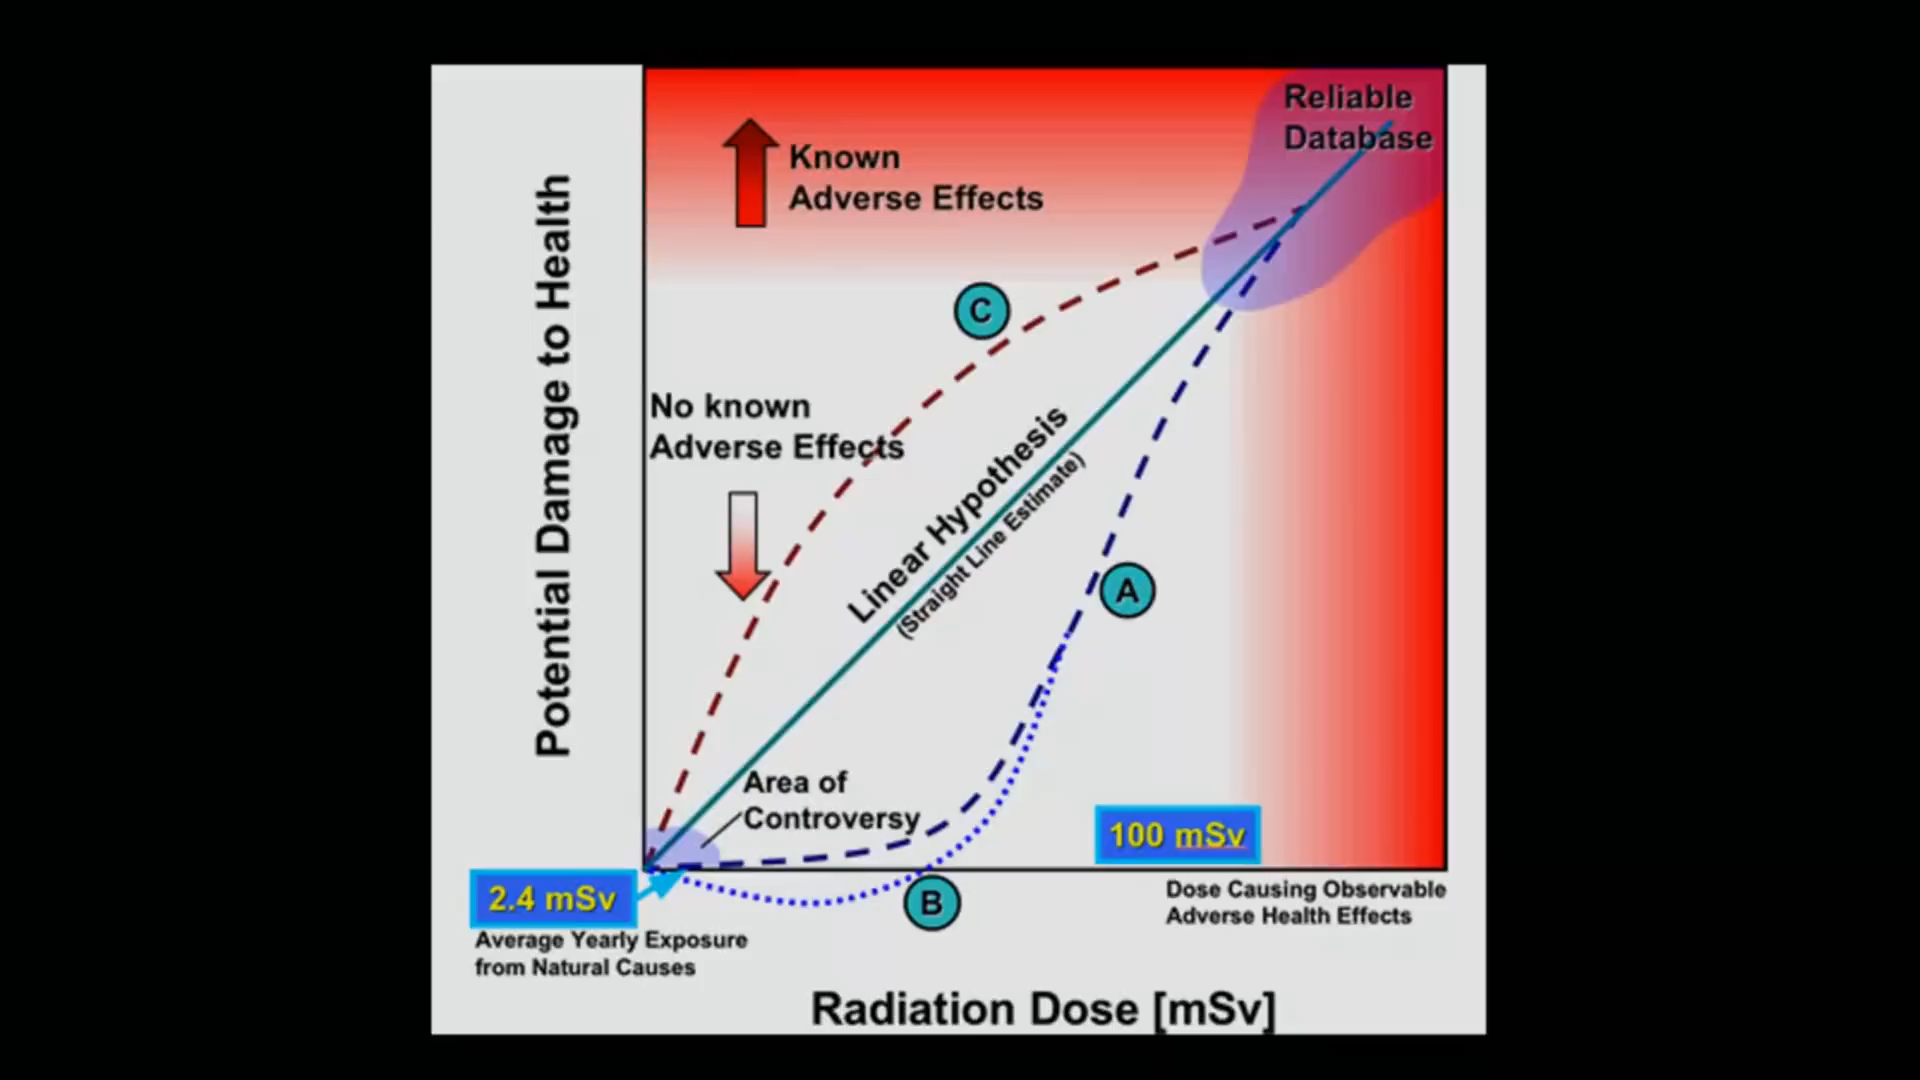 Reliable
Database
Known
Adverse Effects
Potential Damage to Health
C
No known
Adverse Effects
Linear Hypothesis
(Straight Line Estimate)
A
Area of
Controversy
100 mSv
2.4 mSv
B
Dose Causing Observable
Adverse Health Effects
Average Yearly Exposure
from Natural Causes
Radiation Dose [mSv]